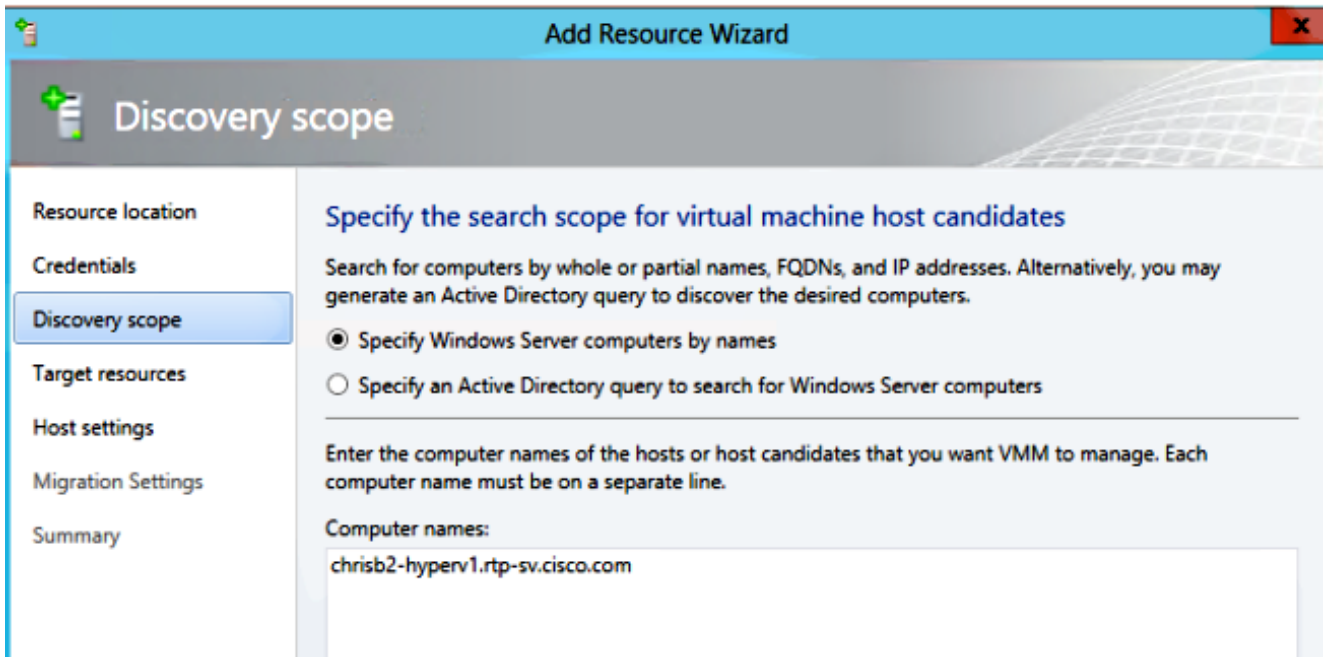 Add Resource Wizard
x
Discovery scope
Resource location
Credentials
Discovery scope
Target resources
Host settings
Migration Settings
Summary
Specify the search scope for virtual machine host candidates
Search for computers by whole or partial names, FQDNs, and IP addresses. Alternatively, you may
generate an Active Directory query to discover the desired computers.
Specify Windows Server computers by names
Specify an Active Directory query to search for Windows Server computers
Enter the computer names of the hosts or host candidates that you want VMM to manage. Each
computer name must be on a separate line.
Computer names:
chrisb2-hyperv1.rtp-sv.cisco.com